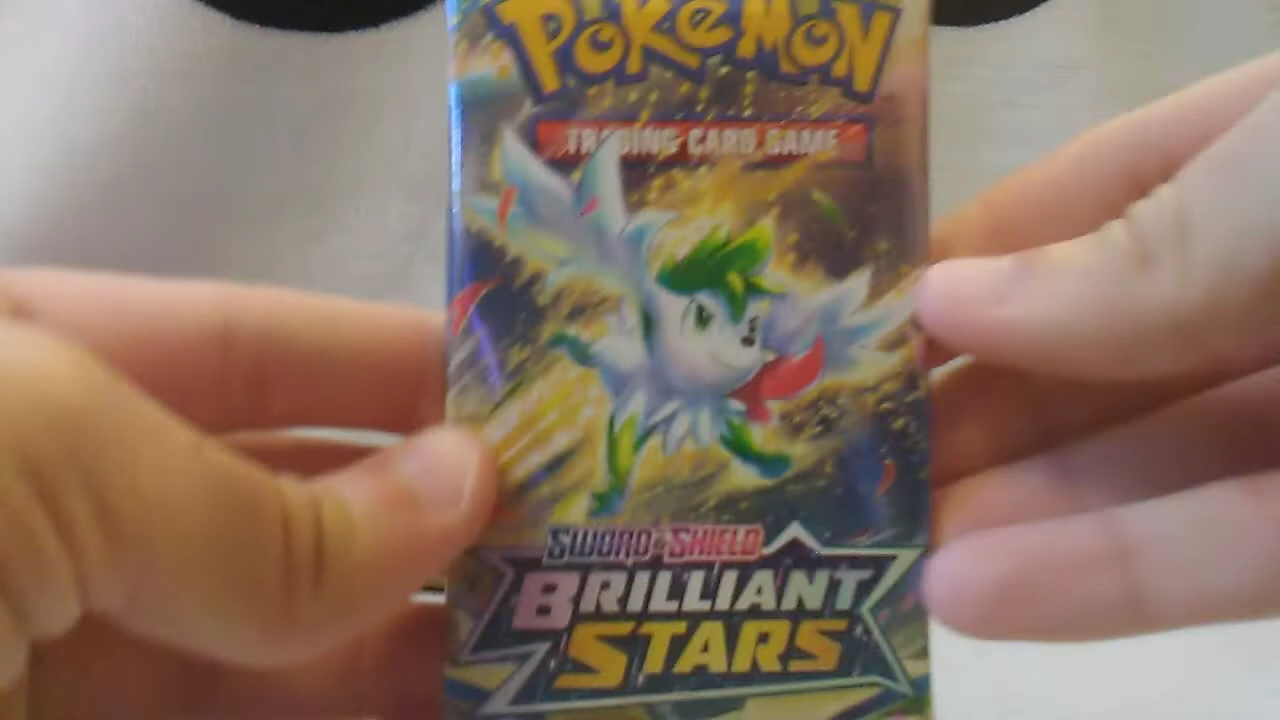 POKéMON
TRADING CARD GAME
SWORD & SHIELD
BRILLIANT
STARS